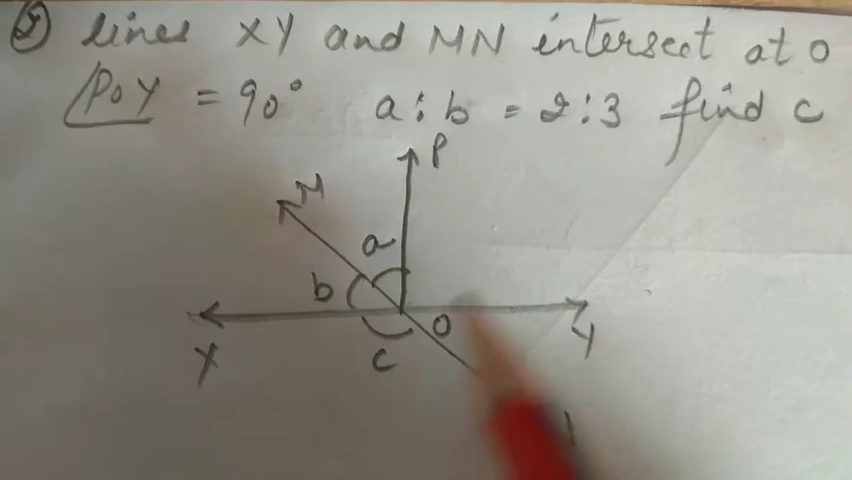 2) lines XY and MN intersect at O
∠POY = 90° a:b = 2:3 find c
P
M
a
b
O
X
c
Y